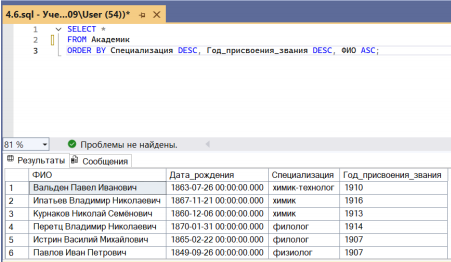 4.6.sql - Уче...09\User (54))*
1 SELECT *
2 FROM Академик
3 ORDER BY Специализация DESC, Год_присвоения_звания DESC, ФИО ASC;
81 % Проблемы не найдены.
Результаты Сообщения
ФИО Дата_рождения Специализация Год_присвоения_звания
1 Вальден Павел Иванович 1863-07-26 00:00:00.000 химик-технолог 1910
2 Ипатьев Владимир Николаевич 1867-11-21 00:00:00.000 химик 1916
3 Курнаков Николай Семёнович 1860-12-06 00:00:00.000 химик 1913
4 Перетц Владимир Николаевич 1870-01-31 00:00:00.000 филолог 1914
5 Истрин Василий Михайлович 1865-02-22 00:00:00.000 филолог 1907
6 Павлов Иван Петрович 1849-09-26 00:00:00.000 физиолог 1907